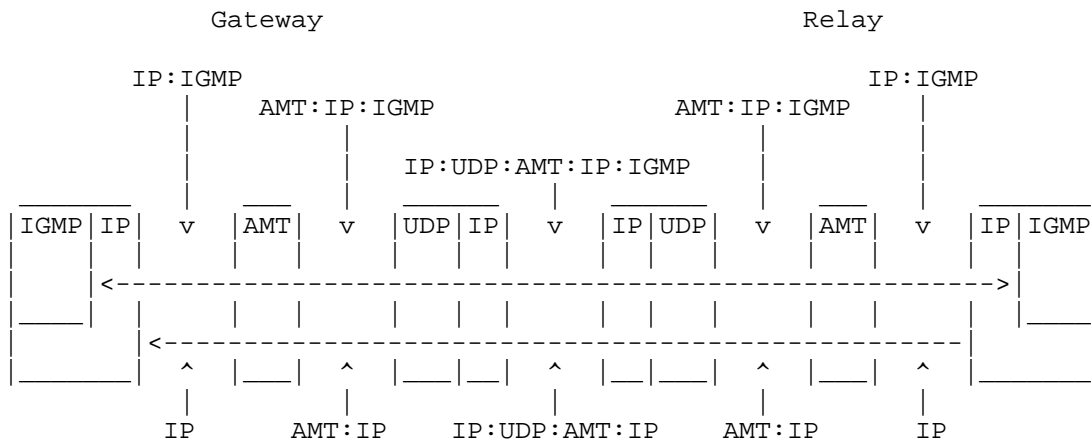 Gateway Relay
IP:IGMP IP:IGMP
AMT:IP:IGMP AMT:IP:IGMP
IP:UDP:AMT:IP:IGMP
IGMP IP v AMT v UDP IP v IP UDP v AMT v IP IGMP
IP AMT:IP IP:UDP:AMT:IP AMT:IP IP